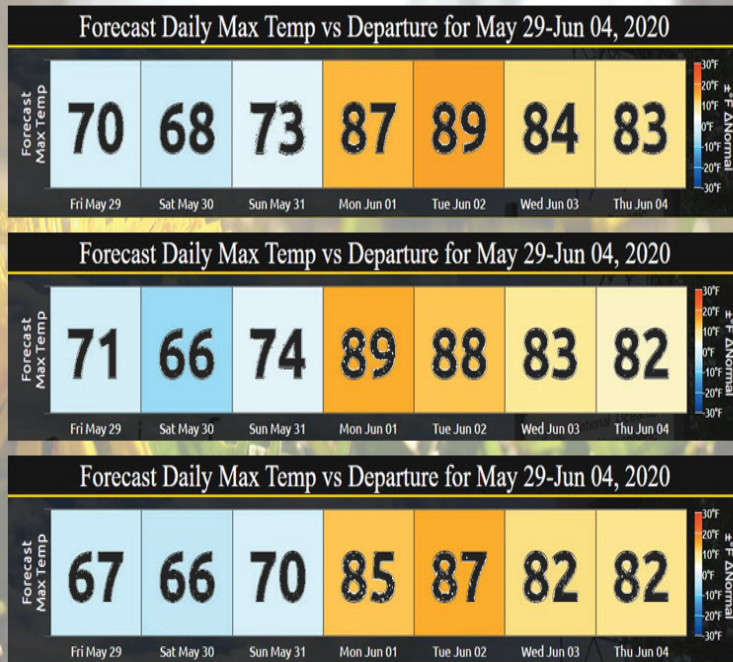 Forecast Daily Max Temp vs Departure for May 29-Jun 04, 2020
Forecast
Max Temp
70 68 73 87 89 84 83
30°F
20°F
10°F
0°F
-10°F
-20°F
-30°F
±°F ΔNormal
Fri May 29 Sat May 30 Sun May 31 Mon Jun 01 Tue Jun 02 Wed Jun 03 Thu Jun 04
Forecast Daily Max Temp vs Departure for May 29-Jun 04, 2020
Forecast
Max Temp
71 66 74 89 88 83 82
30°F
20°F
10°F
0°F
-10°F
-20°F
-30°F
±°F ΔNormal
Fri May 29 Sat May 30 Sun May 31 Mon Jun 01 Tue Jun 02 Wed Jun 03 Thu Jun 04
Forecast Daily Max Temp vs Departure for May 29-Jun 04, 2020
Forecast
Max Temp
67 66 70 85 87 82 82
30°F
20°F
10°F
0°F
-10°F
-20°F
-30°F
±°F ΔNormal
Fri May 29 Sat May 30 Sun May 31 Mon Jun 01 Tue Jun 02 Wed Jun 03 Thu Jun 04